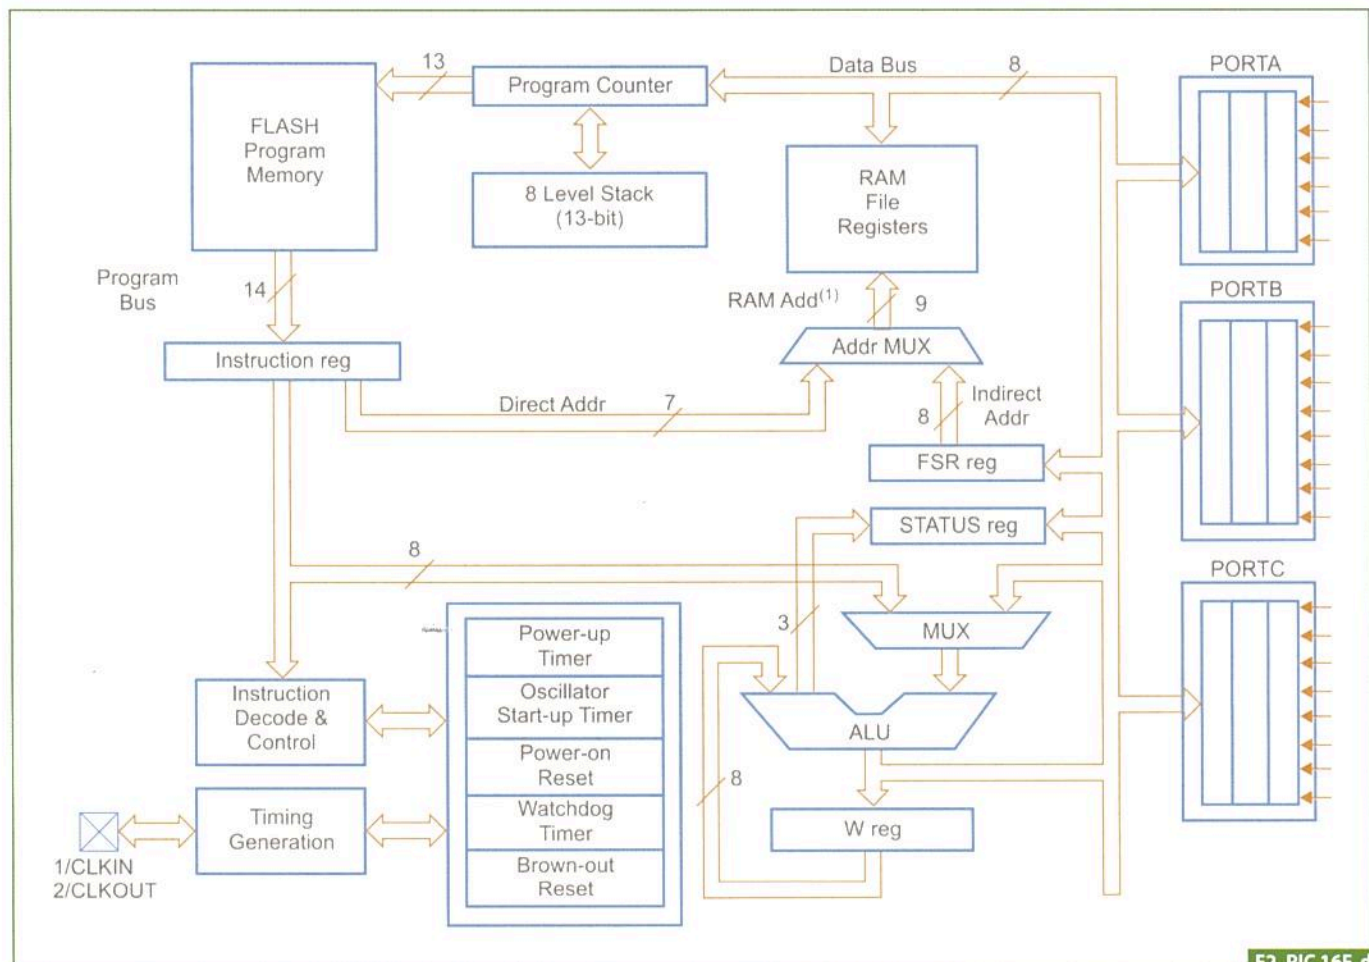 13
Program Counter
Data Bus
8
PORTA
FLASH
Program
Memory
8 Level Stack
(13-bit)
RAM
File
Registers
Program
Bus
14
RAM Add(1)
9
PORTB
Instruction reg
Addr MUX
Direct Addr
7
8
Indirect
Addr
FSR reg
STATUS reg
8
PORTC
3
MUX
Power-up
Timer
Instruction
Decode &
Control
Oscillator
Start-up Timer
ALU
Power-on
Reset
8
Timing
Generation
Watchdog
Timer
W reg
1/CLKIN
2/CLKOUT
Brown-out
Reset
F2. PIC 16F